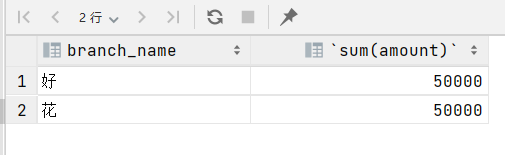 2 行
branch_name `sum(amount)`
1 好 50000
2 花 50000